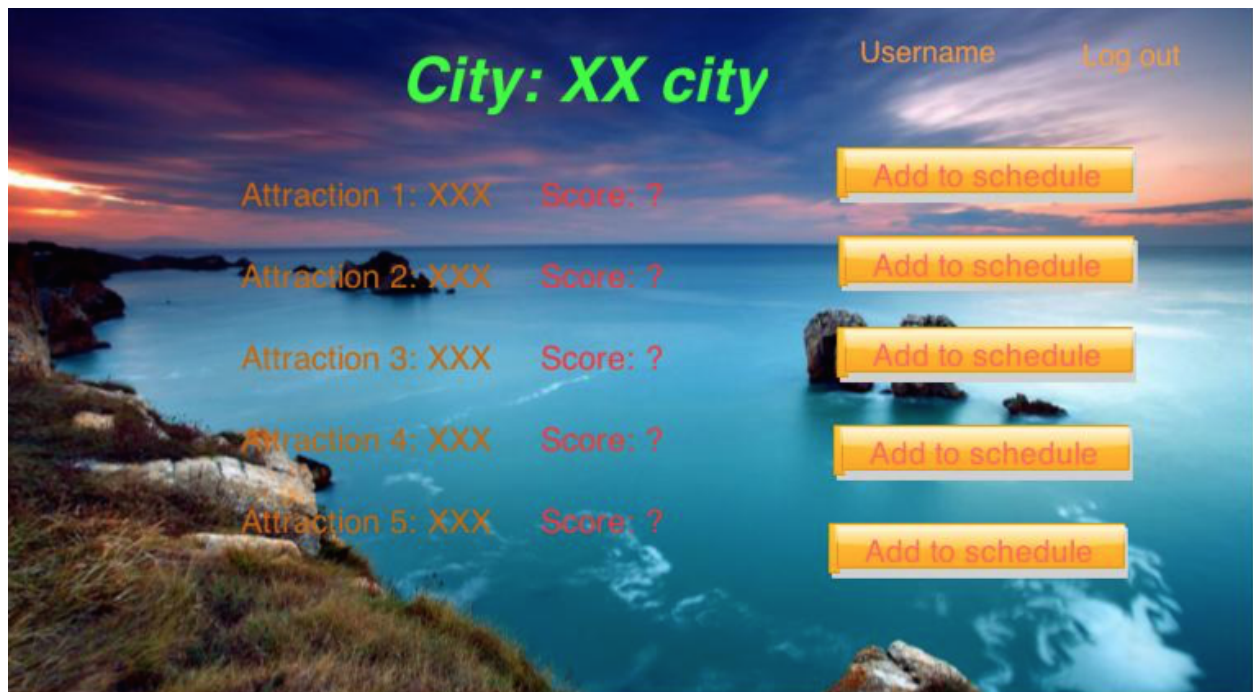 City: XX city
Username
Log out
Attraction 1: XXX
Score: ?
Add to schedule
Attraction 2: XXX
Score: ?
Add to schedule
Attraction 3: XXX
Score: ?
Add to schedule
Attraction 4: XXX
Score: ?
Add to schedule
Attraction 5: XXX
Score: ?
Add to schedule